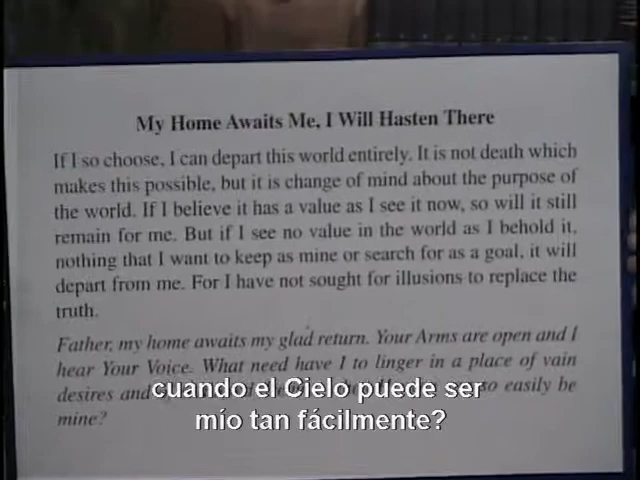 My Home Awaits Me, I Will Hasten There
If I so choose, I can depart this world entirely. It is not death which
makes this possible, but it is change of mind about the purpose of
the world. If I believe it has a value as I see it now, so will it still
remain for me. But if I see no value in the world as I behold it,
nothing that I want to keep as mine or search for as a goal, it will
depart from me. For I have not sought for illusions to replace the
truth.
Father, my home awaits my glad return. Your Arms are open and I
hear Your Voice. What need have I to linger in a place of vain
desires and so easily be
mine?
cuando el Cielo puede ser
mío tan fácilmente?